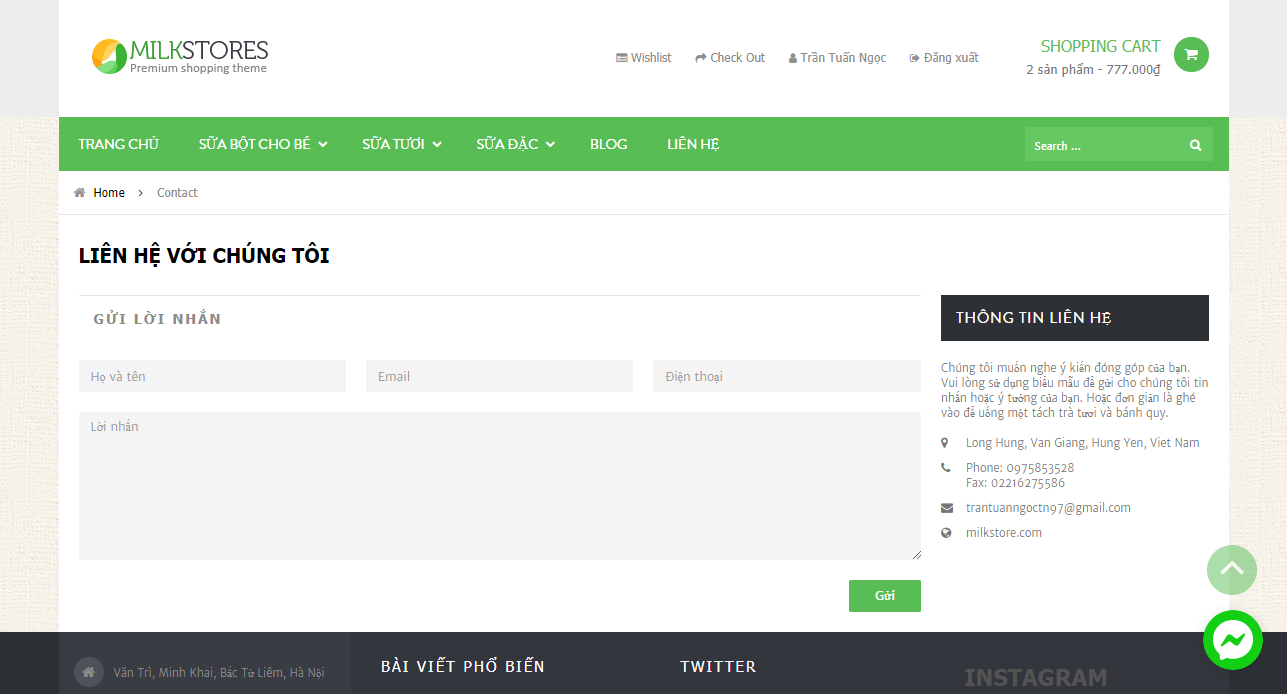 MILKSTORES
Premium shopping theme
Wishlist
Check Out
Trần Tuấn Ngọc
Đăng xuất
SHOPPING CART
2 sản phẩm - 777.000₫
TRANG CHỦ
SỮA BỘT CHO BÉ
SỮA TƯƠI
SỮA ĐẶC
BLOG
LIÊN HỆ
Search ...
Home
Contact
LIÊN HỆ VỚI CHÚNG TÔI
GỬI LỜI NHẮN
Họ và tên
Email
Điện thoại
Lời nhắn
Gửi
THÔNG TIN LIÊN HỆ
Chúng tôi muốn nghe ý kiến đóng góp của bạn.
Vui lòng sử dụng biểu mẫu để gửi cho chúng tôi tin
nhắn hoặc ý tưởng của bạn. Hoặc đơn giản là ghé
vào để uống một tách trà tươi và bánh quy.
Long Hung, Van Giang, Hung Yen, Viet Nam
Phone: 0975853528
Fax: 02216275586
trantuanngoctn97@gmail.com
milkstore.com
Văn Trì, Minh Khai, Bắc Từ Liêm, Hà Nội
BÀI VIẾT PHỔ BIẾN
TWITTER
INSTAGRAM